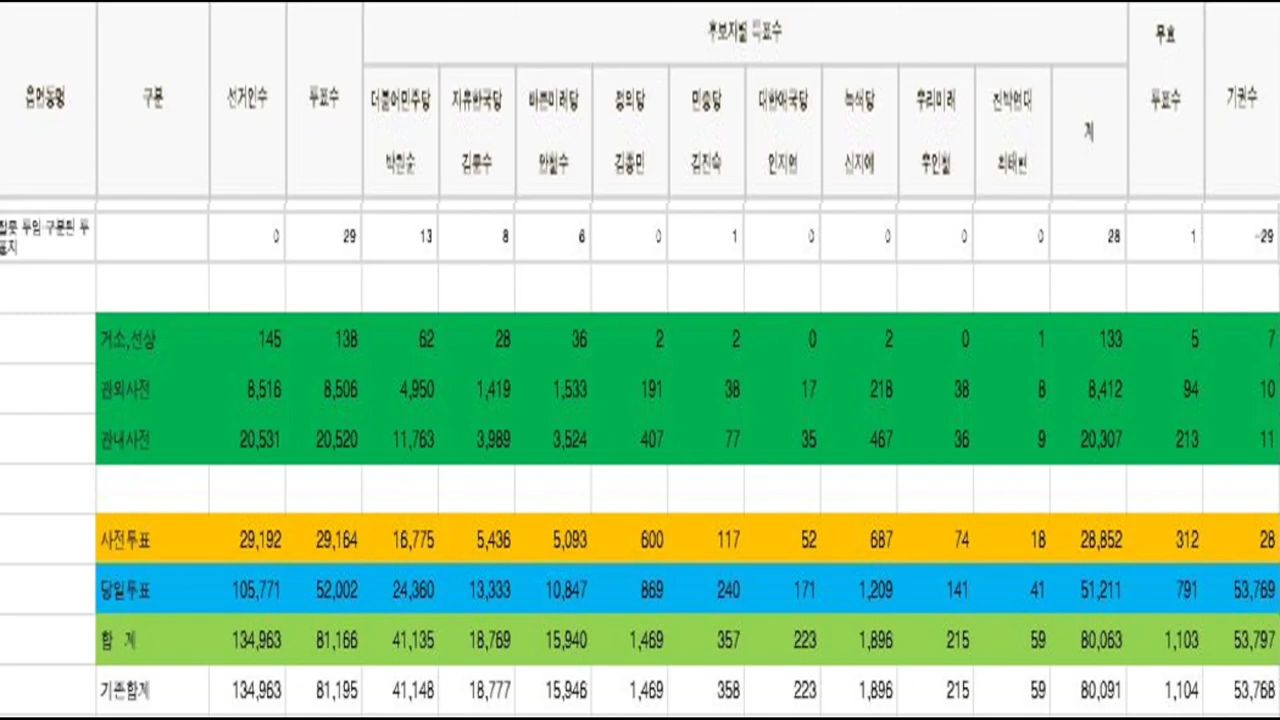 후보자별 득표수
무효
읍면동명 구분 선거인수 투표수 더불어민주당 자유한국당 바른미래당 정의당 민중당 대한애국당 녹색당 우리미래 친박연대 계 투표수 기권수
박원순 김문수 안철수 김종민 김진숙 인지연 신지예 우인철 최태현
잘못 투입·구분된 투
표지 0 29 13 8 6 0 1 0 0 0 0 28 1 -29
거소,선상 145 138 62 28 36 2 2 0 2 0 1 133 5 7
관외사전 8,516 8,506 4,950 1,419 1,533 191 38 17 218 38 8 8,412 94 10
관내사전 20,531 20,520 11,763 3,989 3,524 407 77 35 467 36 9 20,307 213 11
사전투표 29,192 29,164 16,775 5,436 5,093 600 117 52 687 74 18 28,852 312 28
당일투표 105,771 52,002 24,360 13,333 10,847 869 240 171 1,209 141 41 51,211 791 53,769
합 계 134,963 81,166 41,135 18,769 15,940 1,469 357 223 1,896 215 59 80,063 1,103 53,797
기존합계 134,963 81,195 41,148 18,777 15,946 1,469 358 223 1,896 215 59 80,091 1,104 53,768